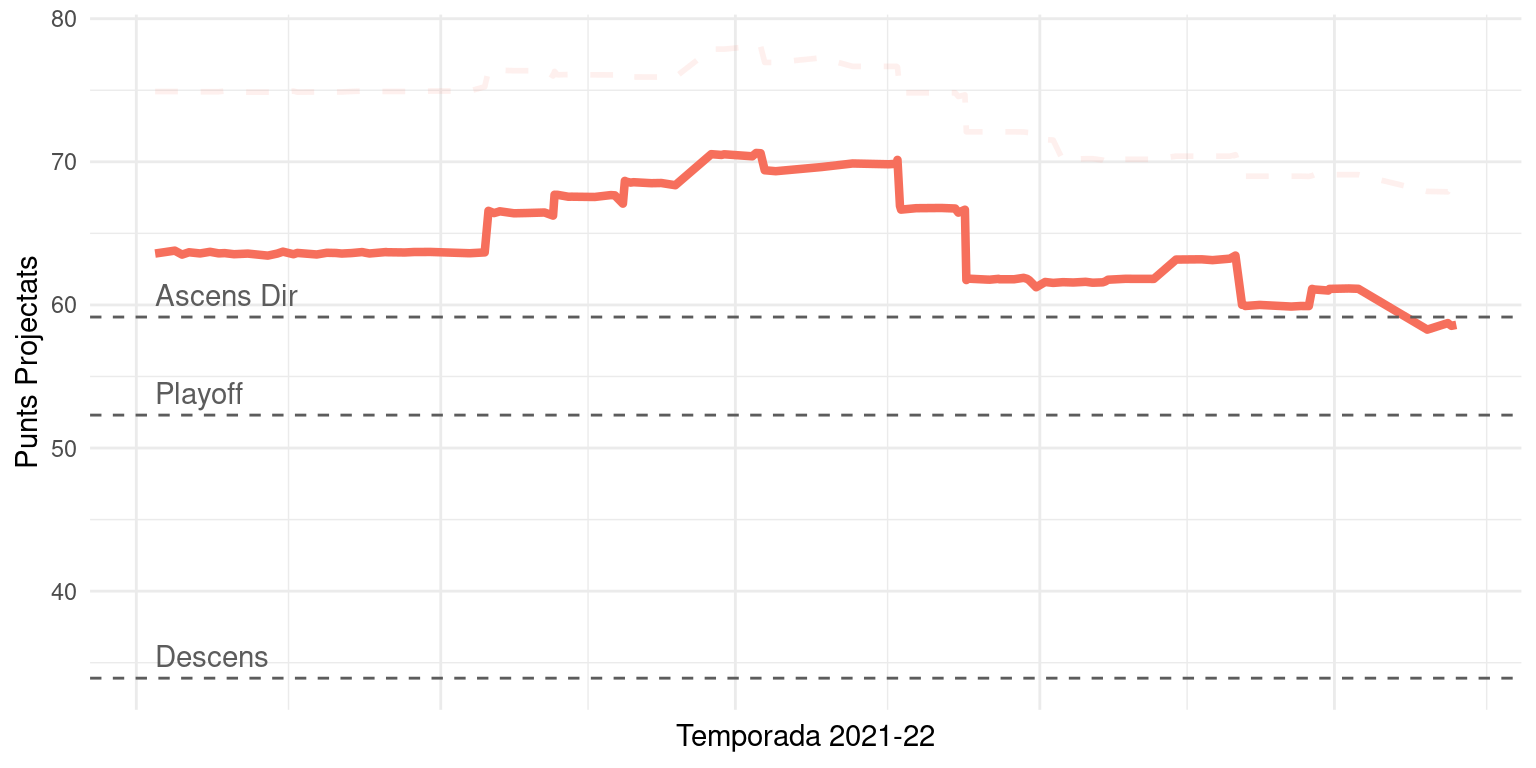 80
70
60
50
40
Punts Projectats
Ascens Dir
Playoff
Descens
Temporada 2021-22